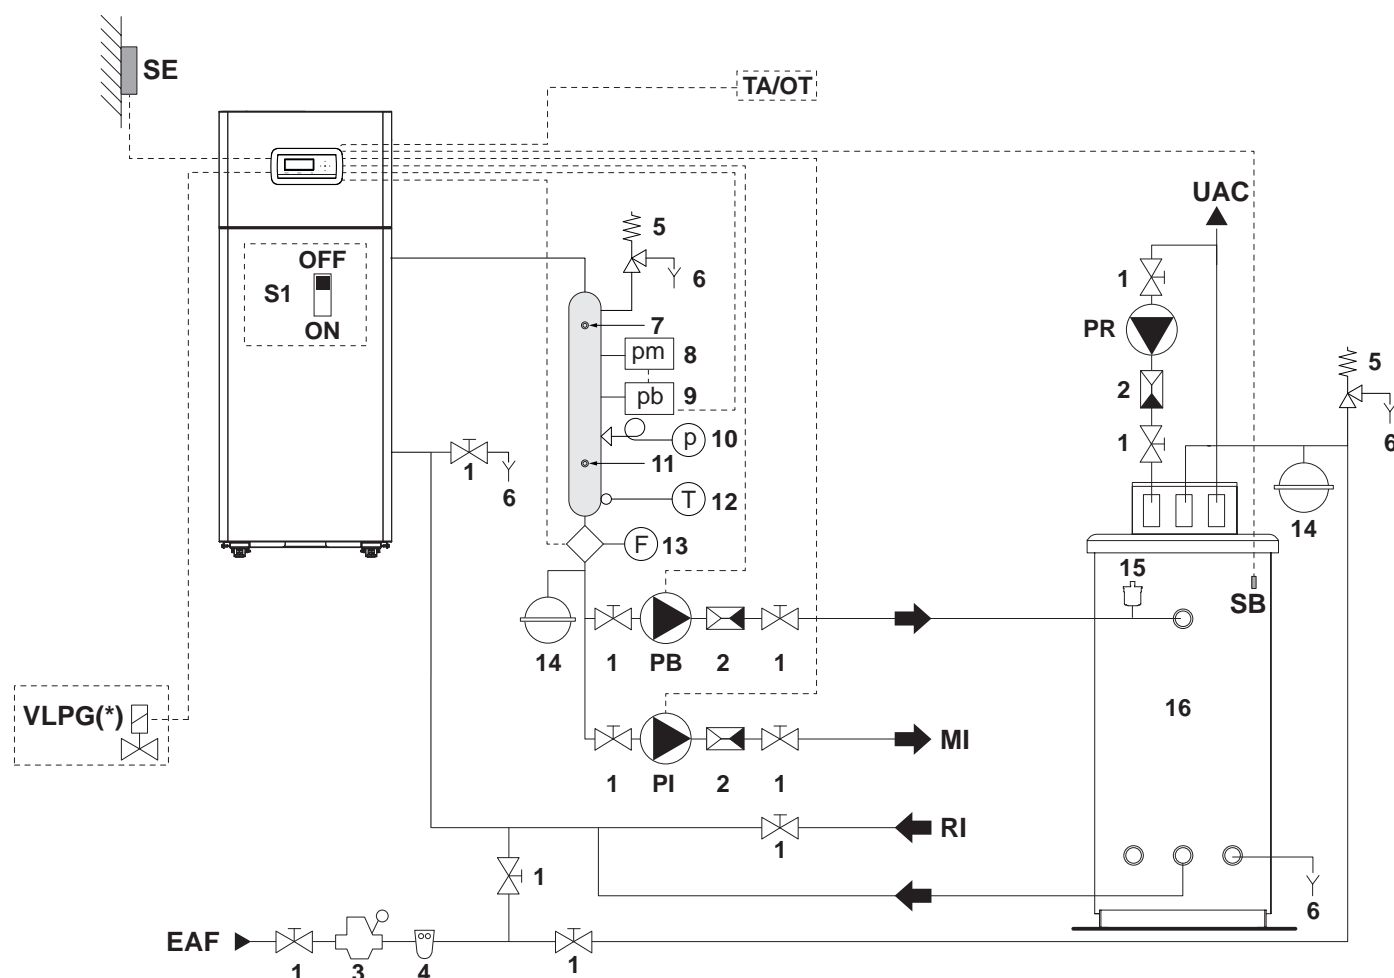 SE
TA/OT
UAC
OFF
S1
ON
5
6
7
pm 8
pb 9
p 10
11
T 12
F 13
1
6
1
PR
2
1
5
6
14
15
SB
14
1 PB 2 1
16
VLPG(*)
MI
1 PI 2 1
RI
1
1
6
EAF
1 3 4 1